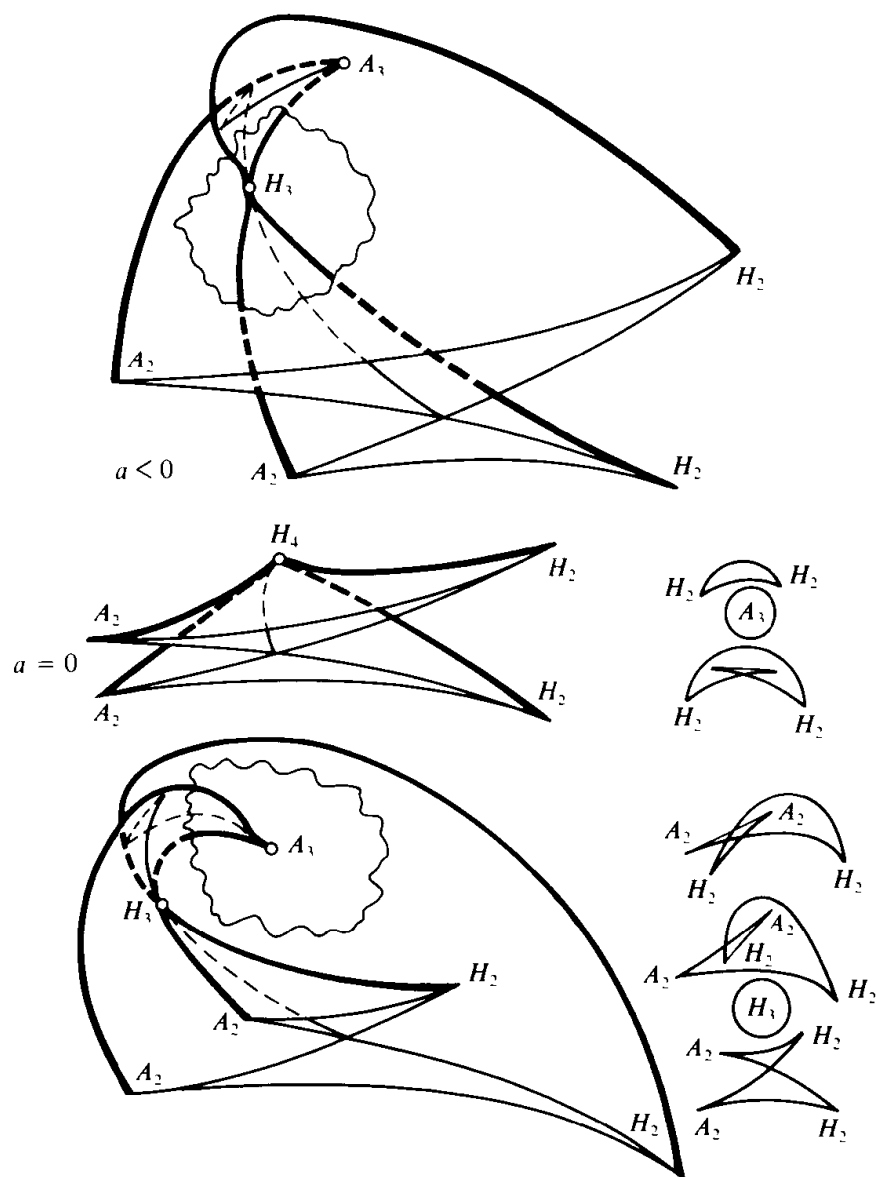 A₃
H₃
H₂
A₂
a < 0
A₂
H₂
H₄
H₂
A₂
a = 0
A₂
H₂
H₂ H₂
A₃
H₂ H₂
A₃
H₃
H₂
A₂
A₂
H₂
A₂ A₂
H₂ H₂
A₂
A₂ H₂
H₂
H₃
H₂
A₂
A₂ H₂